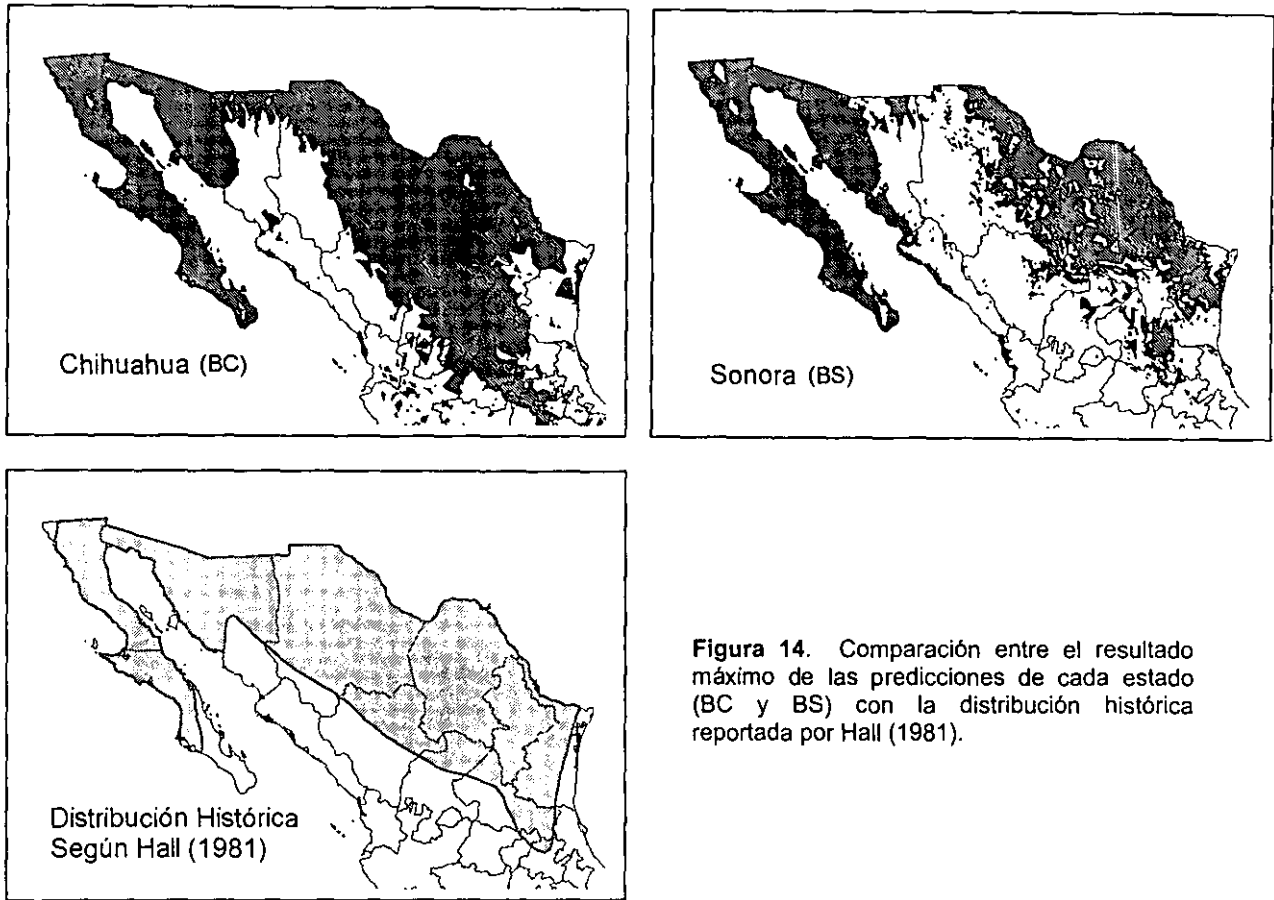 Chihuahua (BC)
Sonora (BS)
Distribución Histórica
Según Hall (1981)
Figura 14. Comparación entre el resultado
máximo de las predicciones de cada estado
(BC y BS) con la distribución histórica
reportada por Hall (1981).